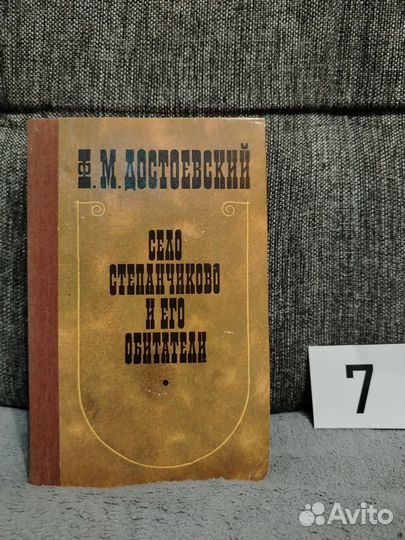 Ф. М. ДОСТОЕВСКИЙ
СЕЛО
СТЕПАНЧИКОВО
И ЕГО
ОБИТАТЕЛИ
7
Avito